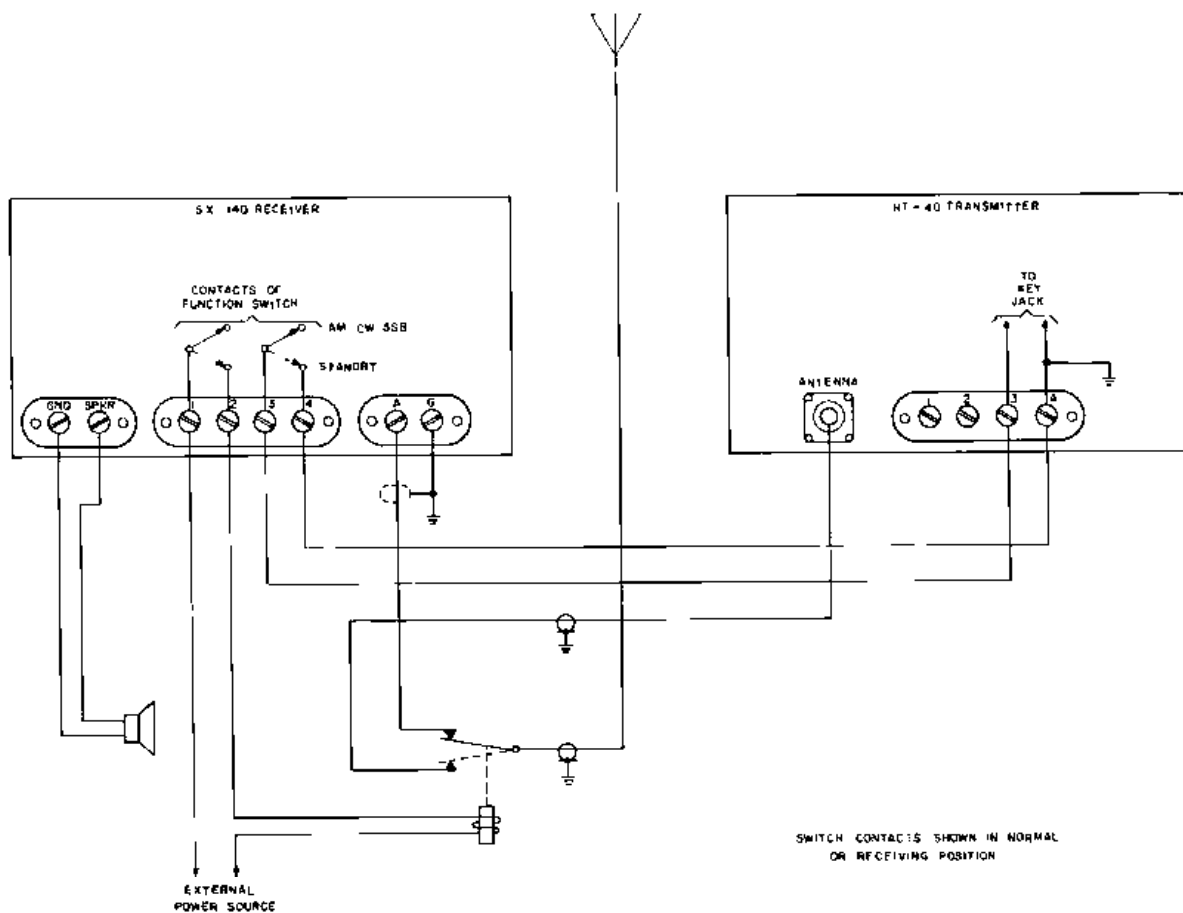 SX 140 RECEIVER
HT-40 TRANSMITTER
CONTACTS OF
FUNCTION SWITCH
AM CW SSB
STANDBY
TO
KEY
JACK
ANTENNA
GND SPKR
1 2 3 4
A G
1 2 3 4
EXTERNAL
POWER SOURCE
SWITCH CONTACTS SHOWN IN NORMAL
OR RECEIVING POSITION